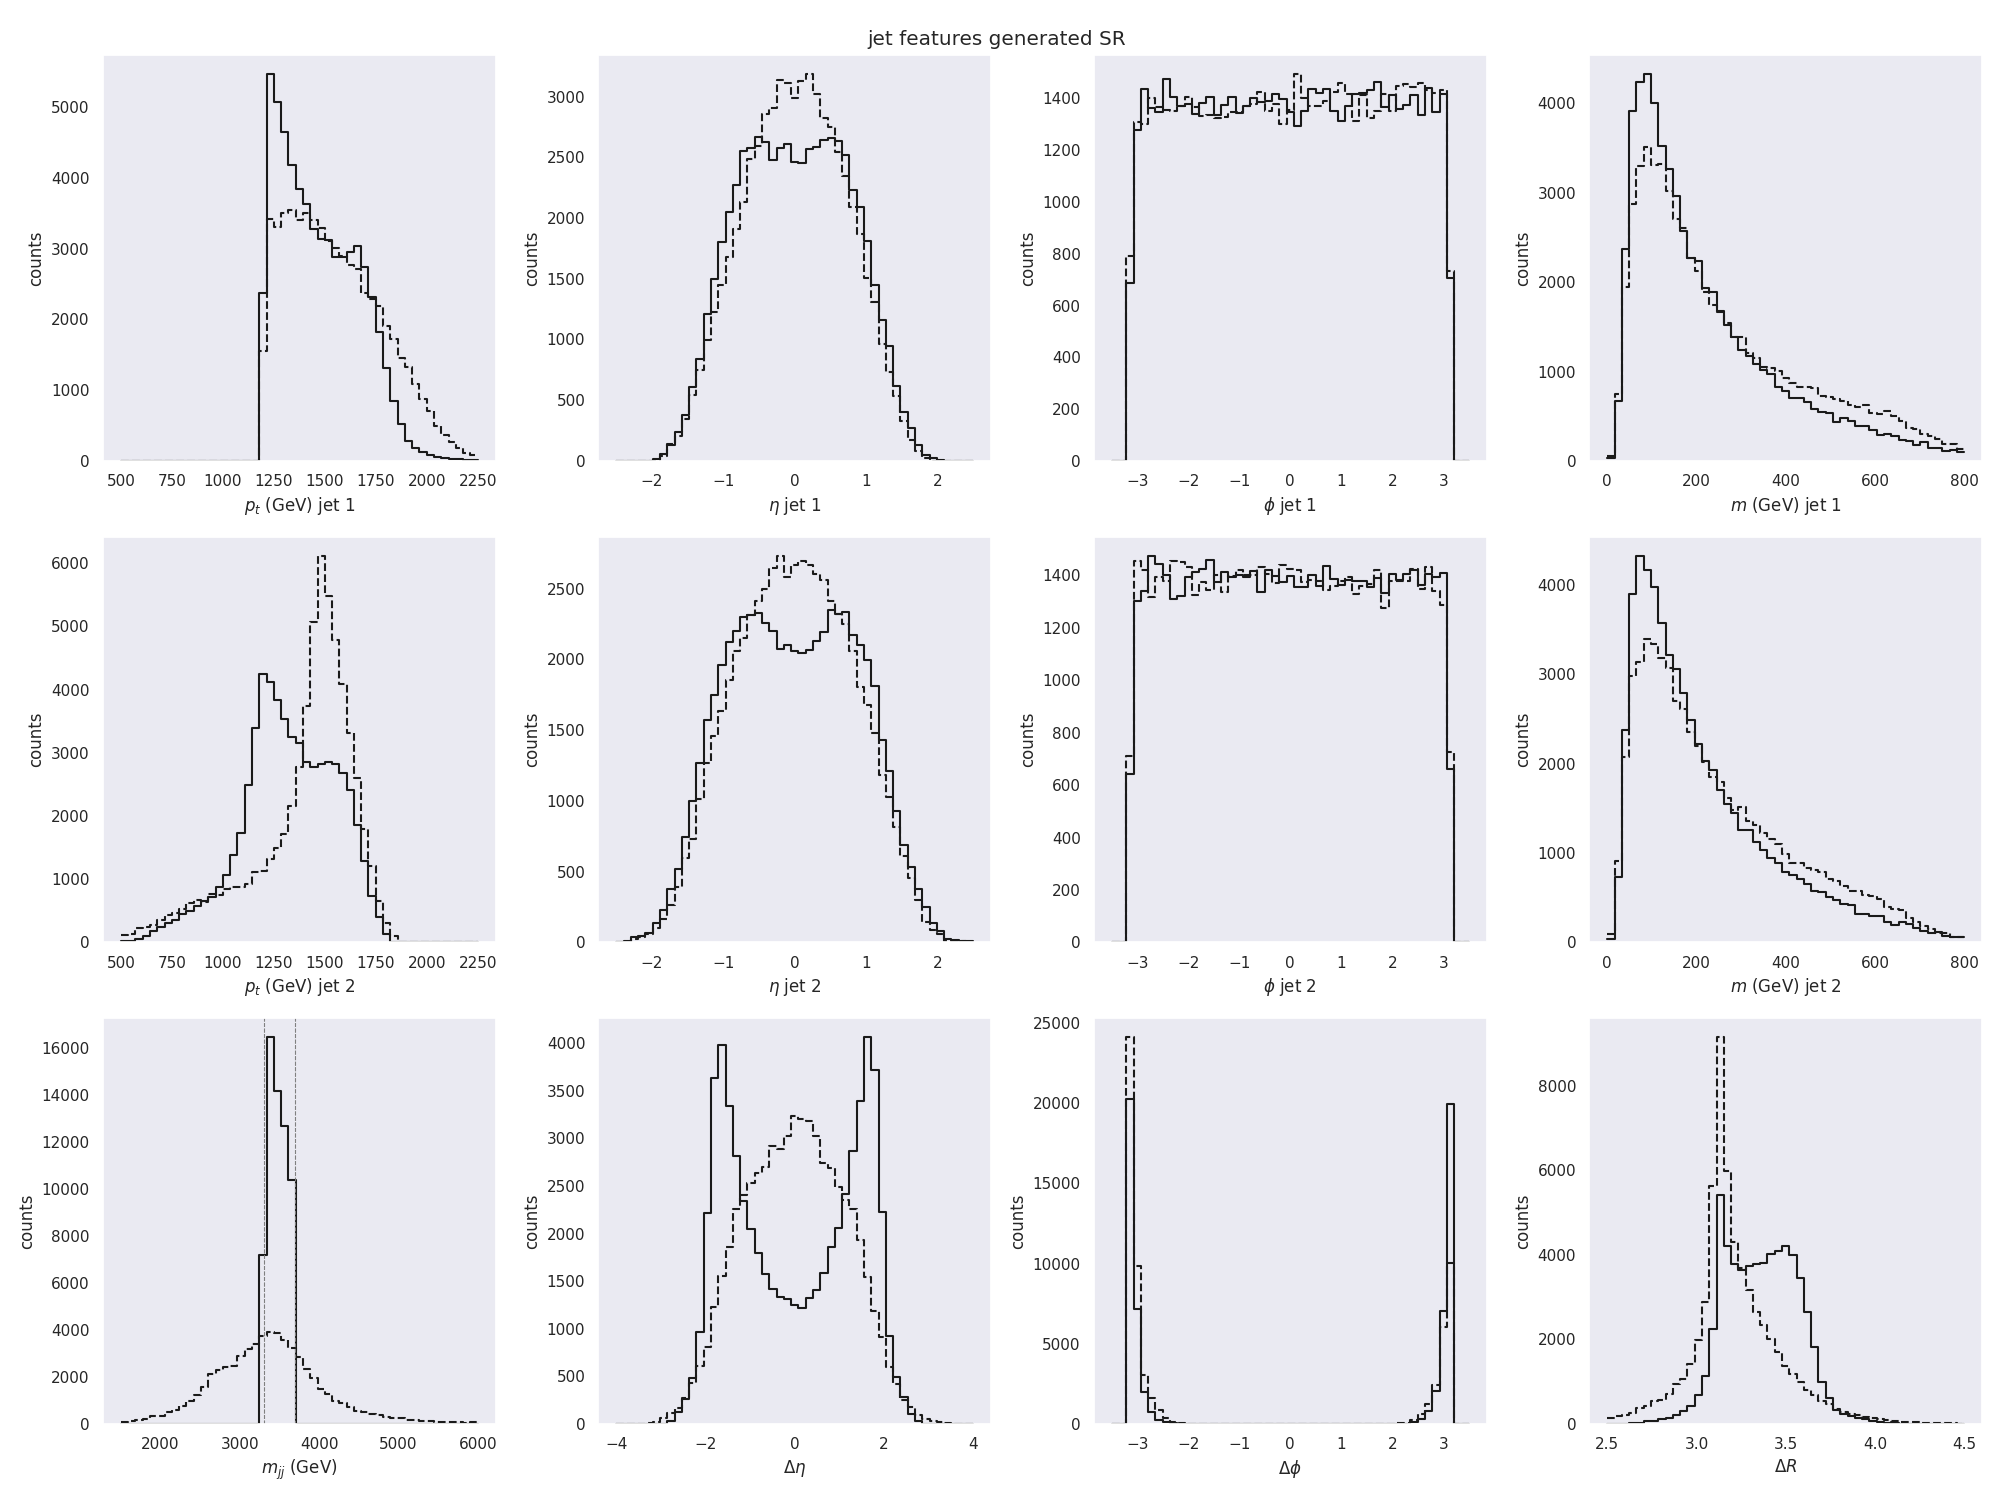 jet features generated SR
5000
4000
3000
2000
1000
0
counts
500 750 1000 1250 1500 1750 2000 2250
p_t (GeV) jet 1
3000
2500
2000
1500
1000
500
0
counts
−2 −1 0 1 2
η jet 1
1400
1200
1000
800
600
400
200
0
counts
−3 −2 −1 0 1 2 3
ϕ jet 1
4000
3000
2000
1000
0
counts
0 200 400 600 800
m (GeV) jet 1
6000
5000
4000
3000
2000
1000
0
counts
500 750 1000 1250 1500 1750 2000 2250
p_t (GeV) jet 2
2500
2000
1500
1000
500
0
counts
−2 −1 0 1 2
η jet 2
1400
1200
1000
800
600
400
200
0
counts
−3 −2 −1 0 1 2 3
ϕ jet 2
4000
3000
2000
1000
0
counts
0 200 400 600 800
m (GeV) jet 2
16000
14000
12000
10000
8000
6000
4000
2000
0
counts
2000 3000 4000 5000 6000
m_jj (GeV)
4000
3500
3000
2500
2000
1500
1000
500
0
counts
−4 −2 0 2 4
Δη
25000
20000
15000
10000
5000
0
counts
−3 −2 −1 0 1 2 3
Δϕ
8000
6000
4000
2000
0
counts
2.5 3.0 3.5 4.0 4.5
ΔR